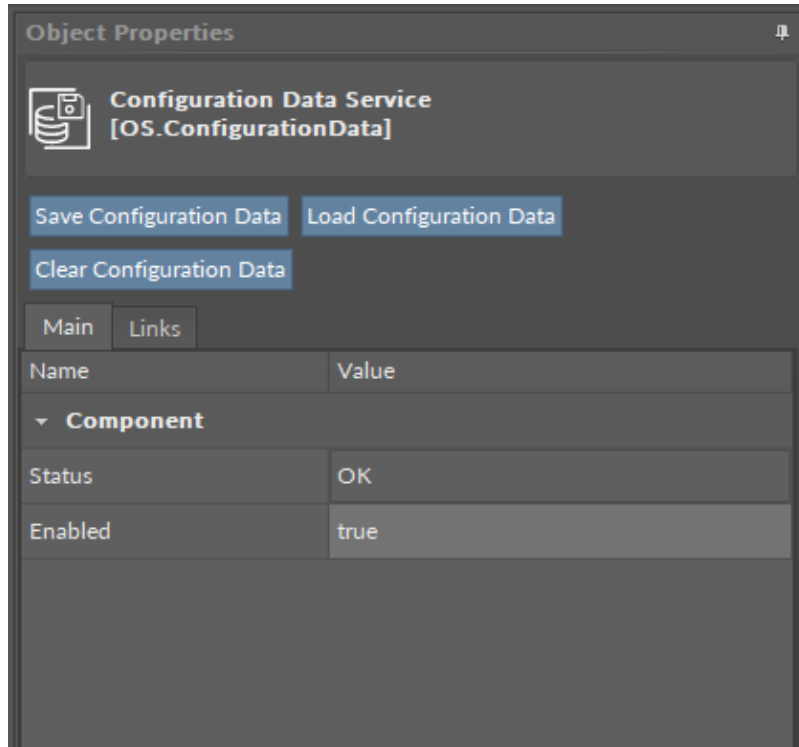 Object Properties
Configuration Data Service
[OS.ConfigurationData]
Save Configuration Data Load Configuration Data
Clear Configuration Data
Main Links
Name Value
Component
Status OK
Enabled true